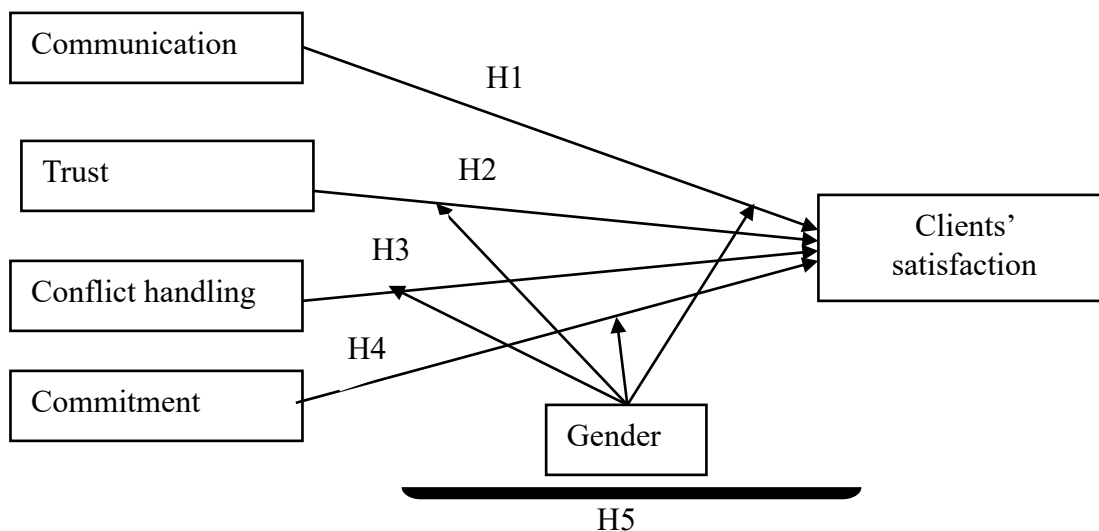 Communication
H1
Trust
H2
Clients’
satisfaction
H3
Conflict handling
H4
Commitment
Gender
H5